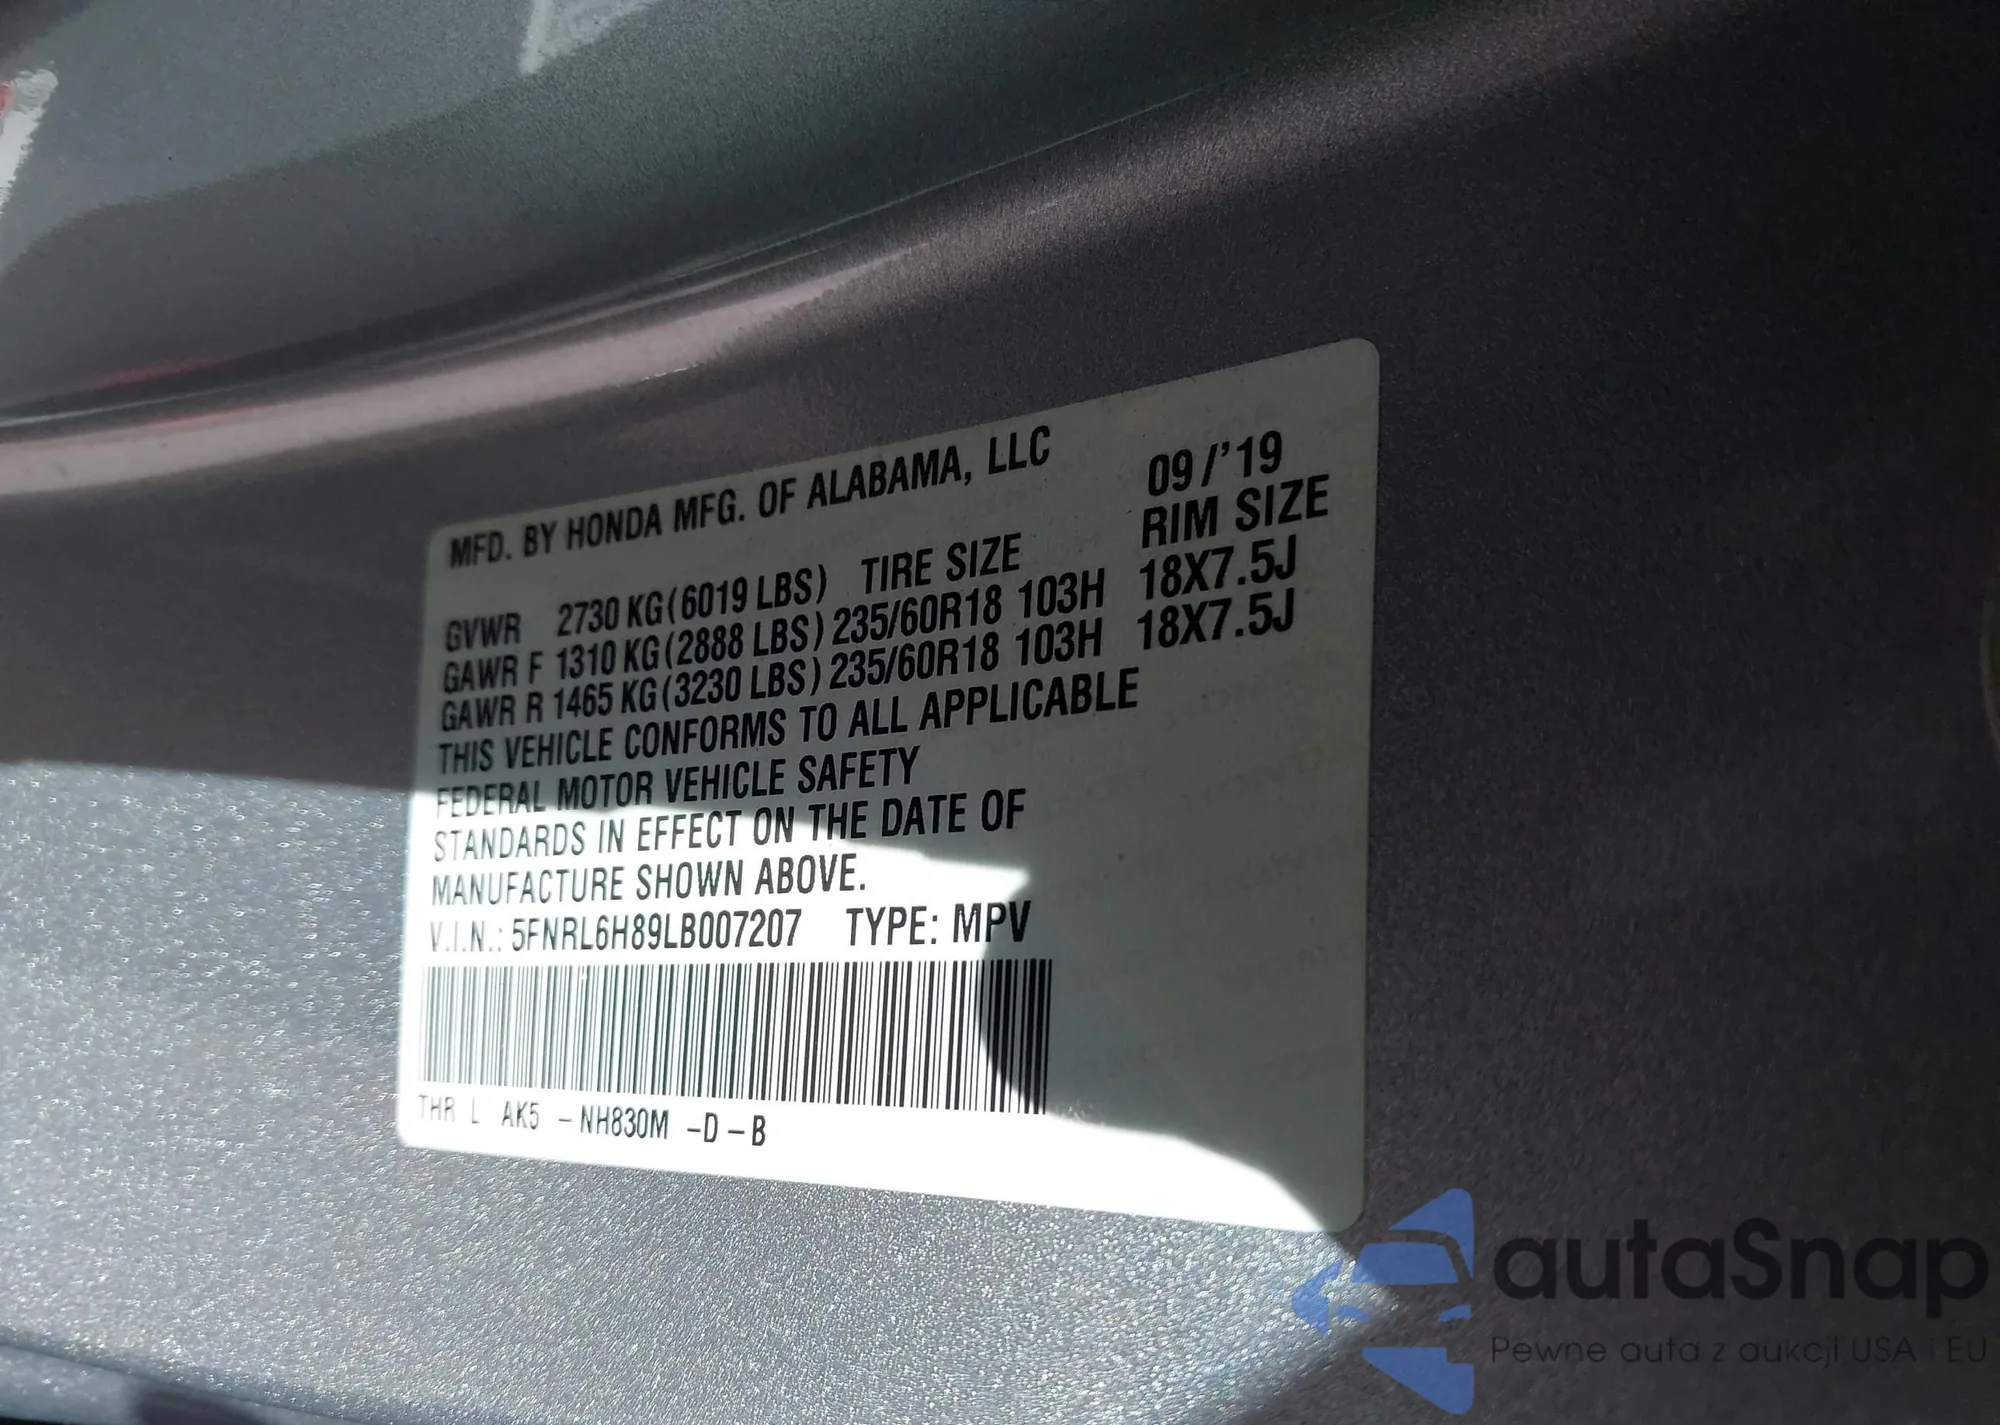 MFD. BY HONDA MFG. OF ALABAMA, LLC 09/'19
GVWR 2730 KG(6019 LBS) TIRE SIZE RIM SIZE
GAWR F 1310 KG(2888 LBS) 235/60R18 103H 18X7.5J
GAWR R 1465 KG(3230 LBS) 235/60R18 103H 18X7.5J
THIS VEHICLE CONFORMS TO ALL APPLICABLE
FEDERAL MOTOR VEHICLE SAFETY
STANDARDS IN EFFECT ON THE DATE OF
MANUFACTURE SHOWN ABOVE.
V.I.N.: 5FNRL6H89LB007207 TYPE: MPV
THR L AK5 -NH830M -D-B
autaSnap
Pewne auta z aukcji USA i EU